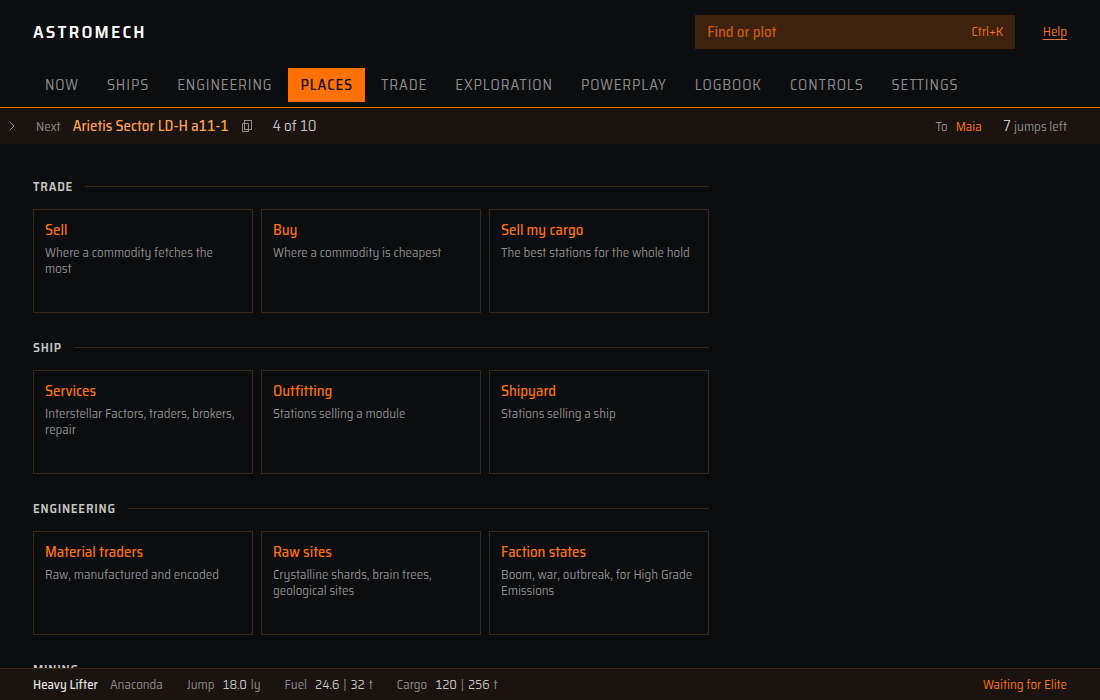 ASTROMECH
Find or plot Ctrl+K Help
NOW SHIPS ENGINEERING PLACES TRADE EXPLORATION POWERPLAY LOGBOOK CONTROLS SETTINGS
Next Arietis Sector LD-H a11-1 4 of 10 To Maia 7 jumps left
TRADE
Sell
Where a commodity fetches the
most
Buy
Where a commodity is cheapest
Sell my cargo
The best stations for the whole hold
SHIP
Services
Interstellar Factors, traders, brokers,
repair
Outfitting
Stations selling a module
Shipyard
Stations selling a ship
ENGINEERING
Material traders
Raw, manufactured and encoded
Raw sites
Crystalline shards, brain trees,
geological sites
Faction states
Boom, war, outbreak, for High Grade
Emissions
MINING
Heavy Lifter Anaconda Jump 18.0 ly Fuel 24.6 | 32 t Cargo 120 | 256 t Waiting for Elite